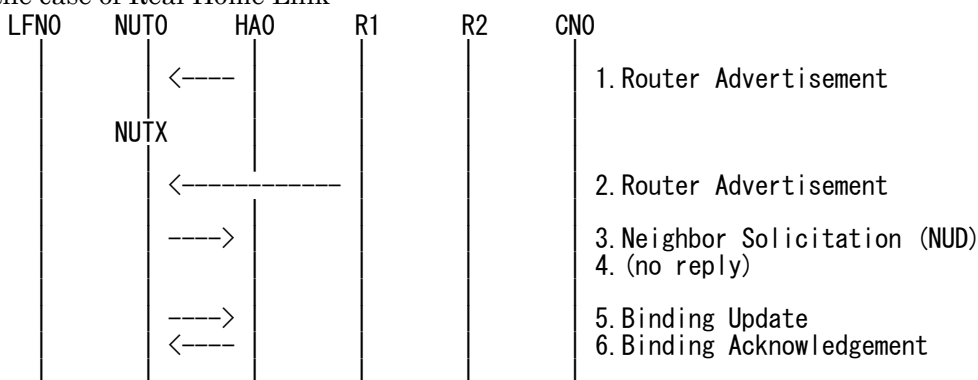 the case of Real Home Link
LFN0 NUT0 HA0 R1 R2 CN0
<---- 1.Router Advertisement
NUTX
<------------ 2.Router Advertisement
----> 3.Neighbor Solicitation (NUD)
4.(no reply)
----> 5.Binding Update
<---- 6.Binding Acknowledgement